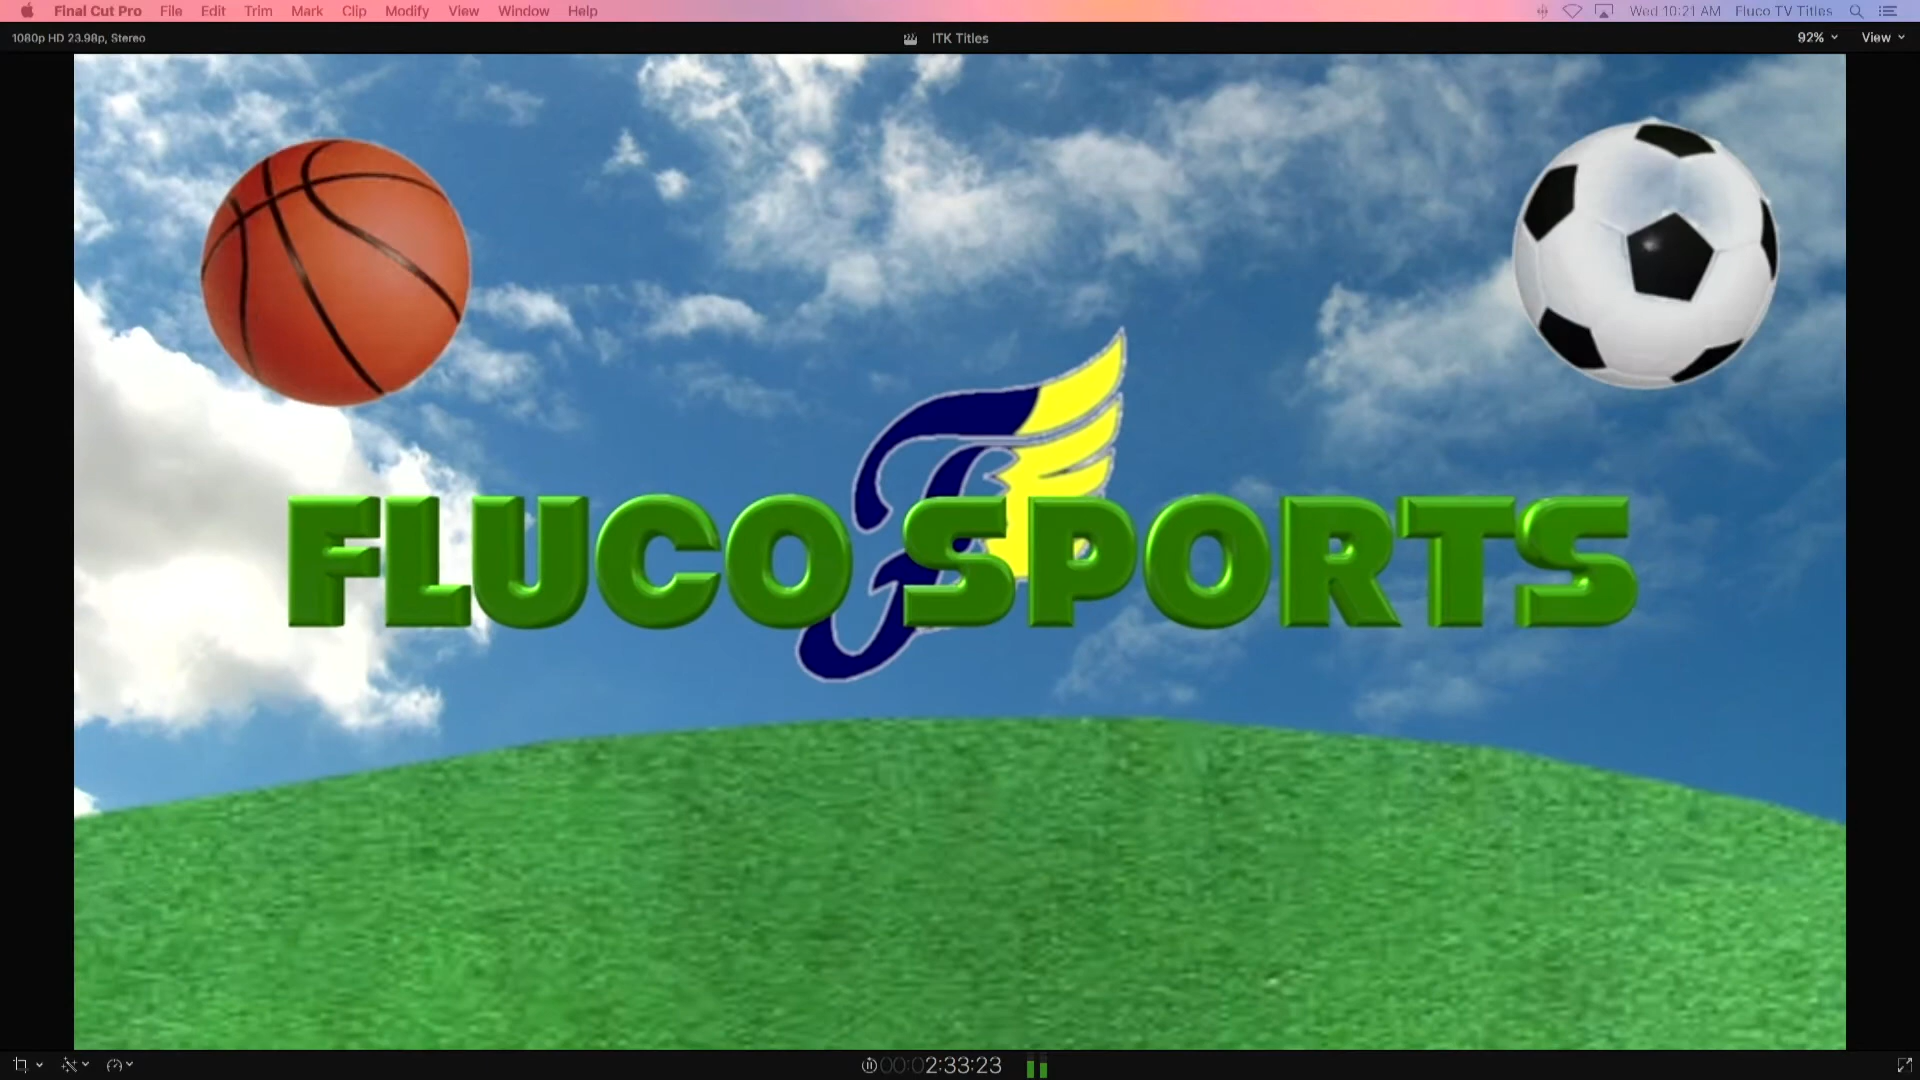 Final Cut Pro File Edit Trim Mark Clip Modify View Window Help Wed 10:21 AM Fluco TV Titles
1080p HD 23.98p, Stereo ITK Titles 92% View
FLUCO SPORTS
00:02:33:23